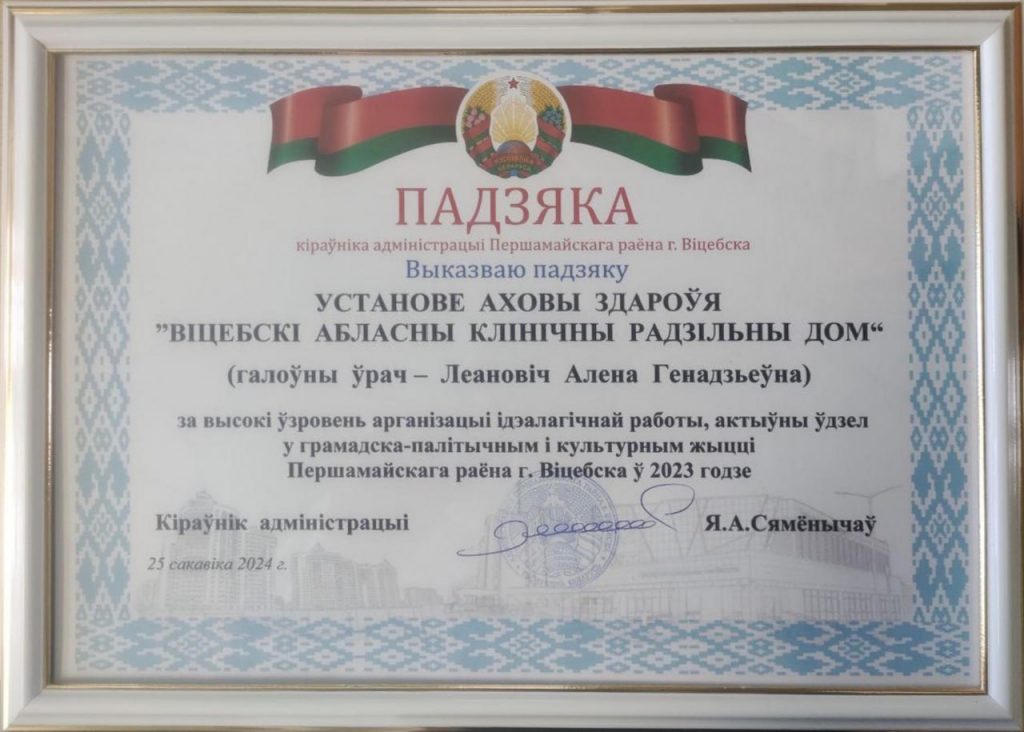 ПАДЗЯКА
кіраўніка адміністрацыі Першамайскага раёна г. Віцебска
Выказваю падзяку
УСТАНОВЕ АХОВЫ ЗДАРОЎЯ
”ВІЦЕБСКІ АБЛАСНЫ КЛІНІЧНЫ РАДЗІЛЬНЫ ДОМ“
(галоўны ўрач – Леановіч Алена Генадзьеўна)
за высокі ўзровень арганізацыі ідэалагічнай работы, актыўны ўдзел
у грамадска-палітычным і культурным жыцці
Першамайскага раёна г. Віцебска ў 2023 годзе
Кіраўнік адміністрацыі Я.А.Сямёнычаў
25 сакавіка 2024 г.